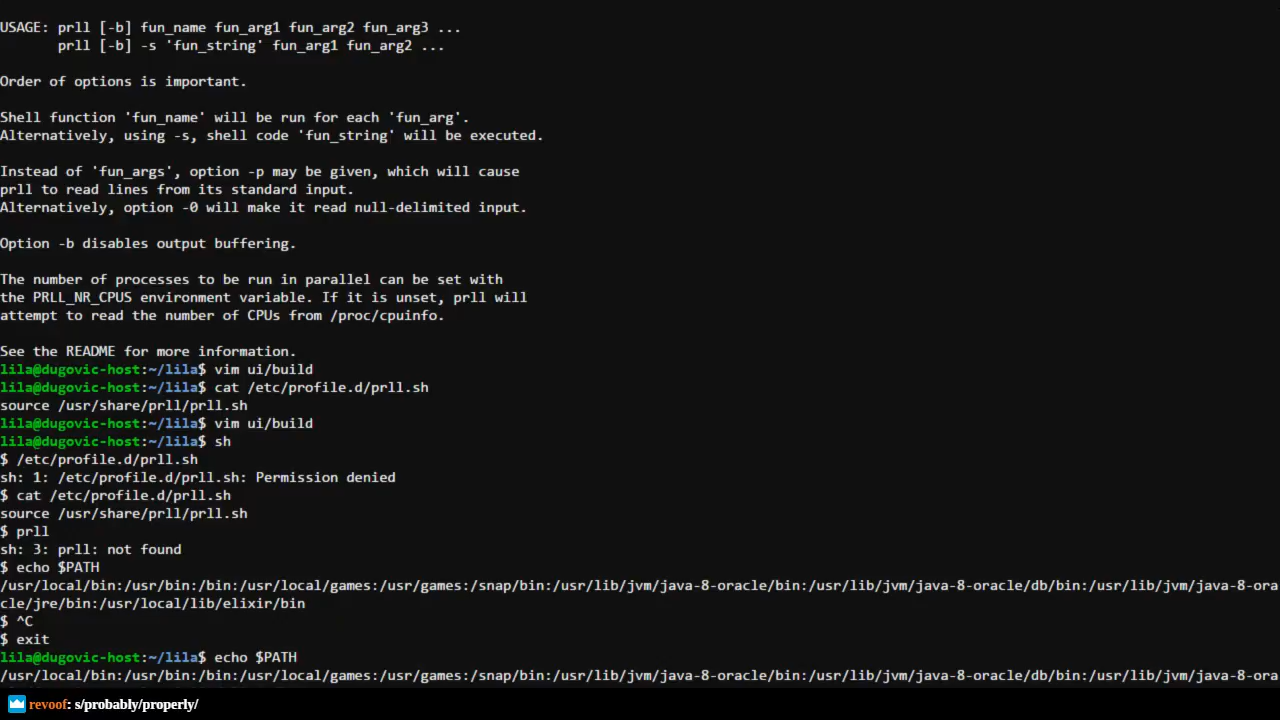 USAGE: prll [-b] fun_name fun_arg1 fun_arg2 fun_arg3 ...
prll [-b] -s 'fun_string' fun_arg1 fun_arg2 ...
Order of options is important.
Shell function 'fun_name' will be run for each 'fun_arg'.
Alternatively, using -s, shell code 'fun_string' will be executed.
Instead of 'fun_args', option -p may be given, which will cause
prll to read lines from its standard input.
Alternatively, option -0 will make it read null-delimited input.
Option -b disables output buffering.
The number of processes to be run in parallel can be set with
the PRLL_NR_CPUS environment variable. If it is unset, prll will
attempt to read the number of CPUs from /proc/cpuinfo.
See the README for more information.
lila@dugovic-host:~/lila$ vim ui/build
lila@dugovic-host:~/lila$ cat /etc/profile.d/prll.sh
source /usr/share/prll/prll.sh
lila@dugovic-host:~/lila$ vim ui/build
lila@dugovic-host:~/lila$ sh
$ /etc/profile.d/prll.sh
sh: 1: /etc/profile.d/prll.sh: Permission denied
$ cat /etc/profile.d/prll.sh
source /usr/share/prll/prll.sh
$ prll
sh: 3: prll: not found
$ echo $PATH
/usr/local/bin:/usr/bin:/bin:/usr/local/games:/usr/games:/snap/bin:/usr/lib/jvm/java-8-oracle/bin:/usr/lib/jvm/java-8-oracle/db/bin:/usr/lib/jvm/java-8-ora
cle/jre/bin:/usr/local/lib/elixir/bin
$ ^C
$ exit
lila@dugovic-host:~/lila$ echo $PATH
/usr/local/bin:/usr/bin:/bin:/usr/local/games:/usr/games:/snap/bin:/usr/lib/jvm/java-8-oracle/bin:/usr/lib/jvm/java-8-oracle/db/bin:/usr/lib/jvm/java-8-ora
revoof: s/probably/properly/